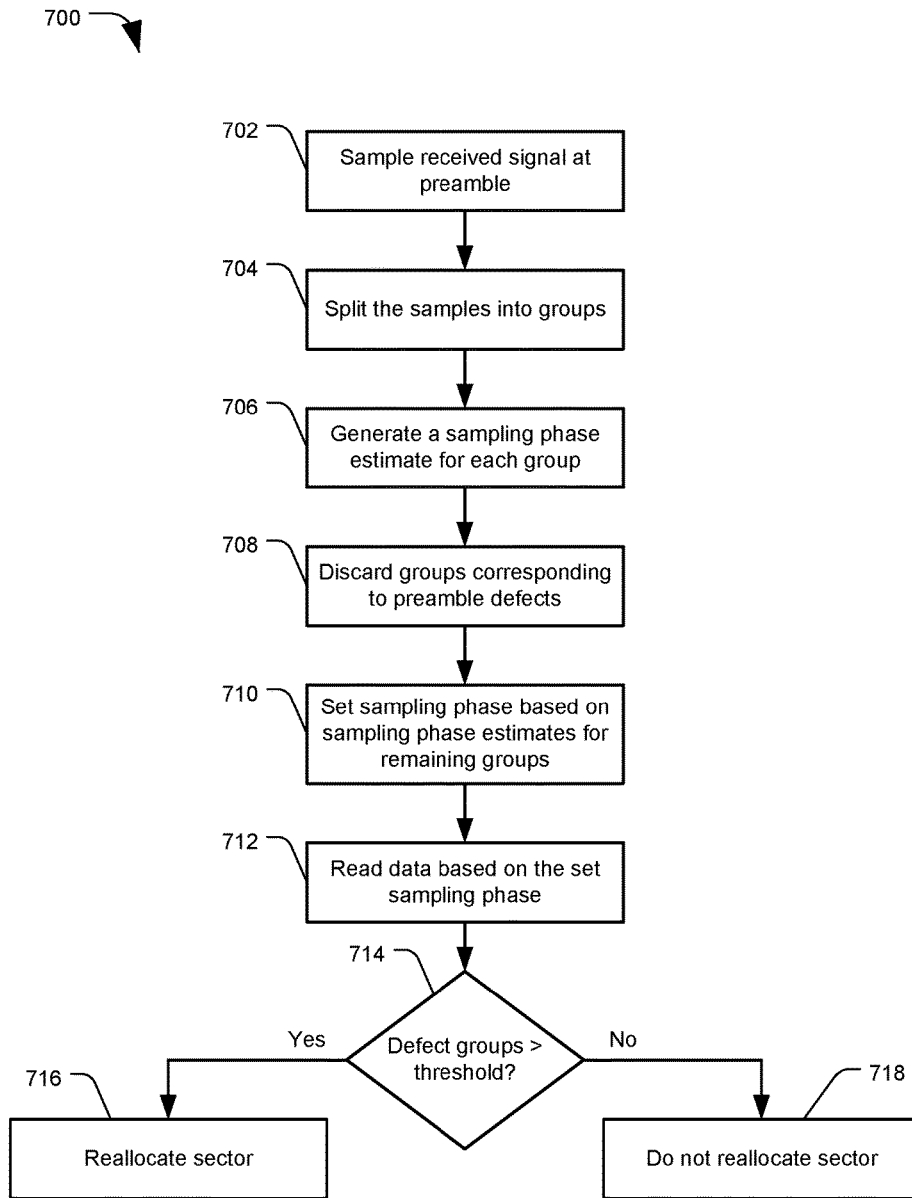 700
702
Sample received signal at
preamble
704
Split the samples into groups
706
Generate a sampling phase
estimate for each group
708
Discard groups corresponding
to preamble defects
710
Set sampling phase based on
sampling phase estimates for
remaining groups
712
Read data based on the set
sampling phase
714
Defect groups >
threshold?
Yes
No
716
Reallocate sector
718
Do not reallocate sector